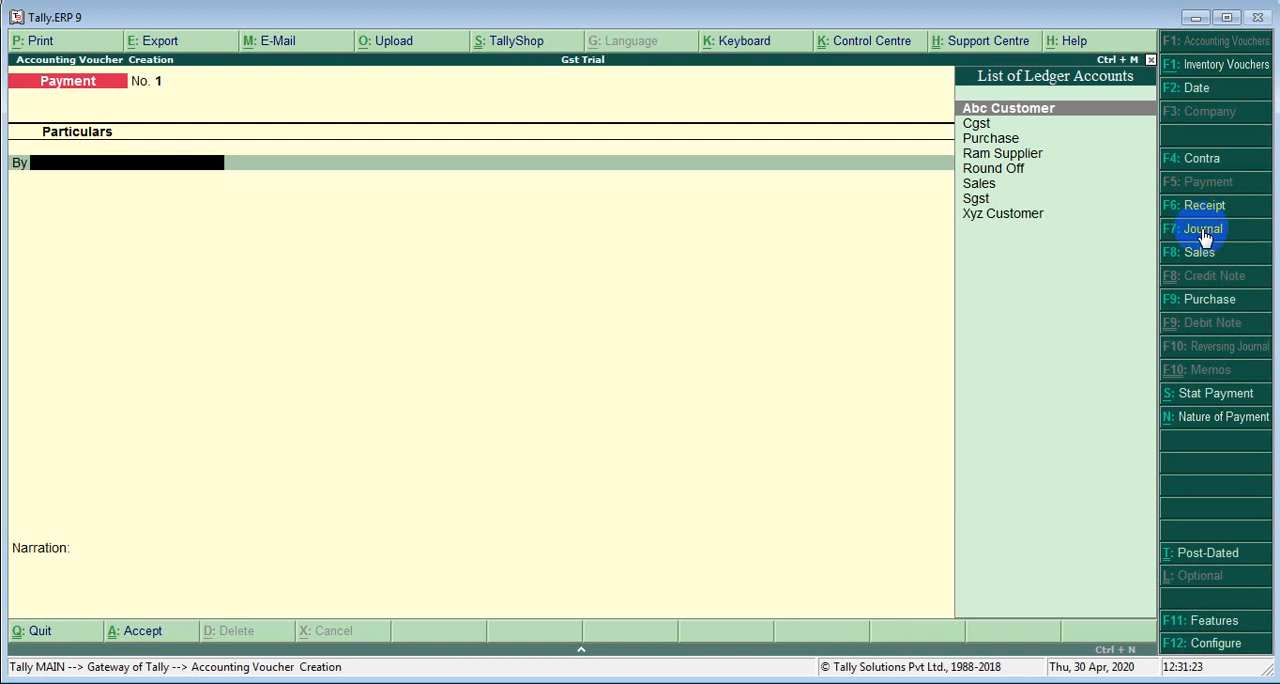 Tally.ERP 9
P: Print
E: Export
M: E-Mail
O: Upload
S: TallyShop
G: Language
K: Keyboard
K: Control Centre
H: Support Centre
H: Help
Accounting Voucher Creation
Gst Trial
Ctrl + M
Payment No. 1
Particulars
By
Narration:
List of Ledger Accounts
Abc Customer
Cgst
Purchase
Ram Supplier
Round Off
Sales
Sgst
Xyz Customer
F1: Accounting Vouchers
F1: Inventory Vouchers
F2: Date
F3: Company
F4: Contra
F5: Payment
F6: Receipt
F7: Journal
F8: Sales
F8: Credit Note
F9: Purchase
F9: Debit Note
F10: Reversing Journal
F10: Memos
S: Stat Payment
N: Nature of Payment
T: Post-Dated
L: Optional
F11: Features
F12: Configure
Q: Quit
A: Accept
D: Delete
X: Cancel
Ctrl + N
Tally MAIN --> Gateway of Tally --> Accounting Voucher Creation
© Tally Solutions Pvt Ltd., 1988-2018
Thu, 30 Apr, 2020
12:31:23